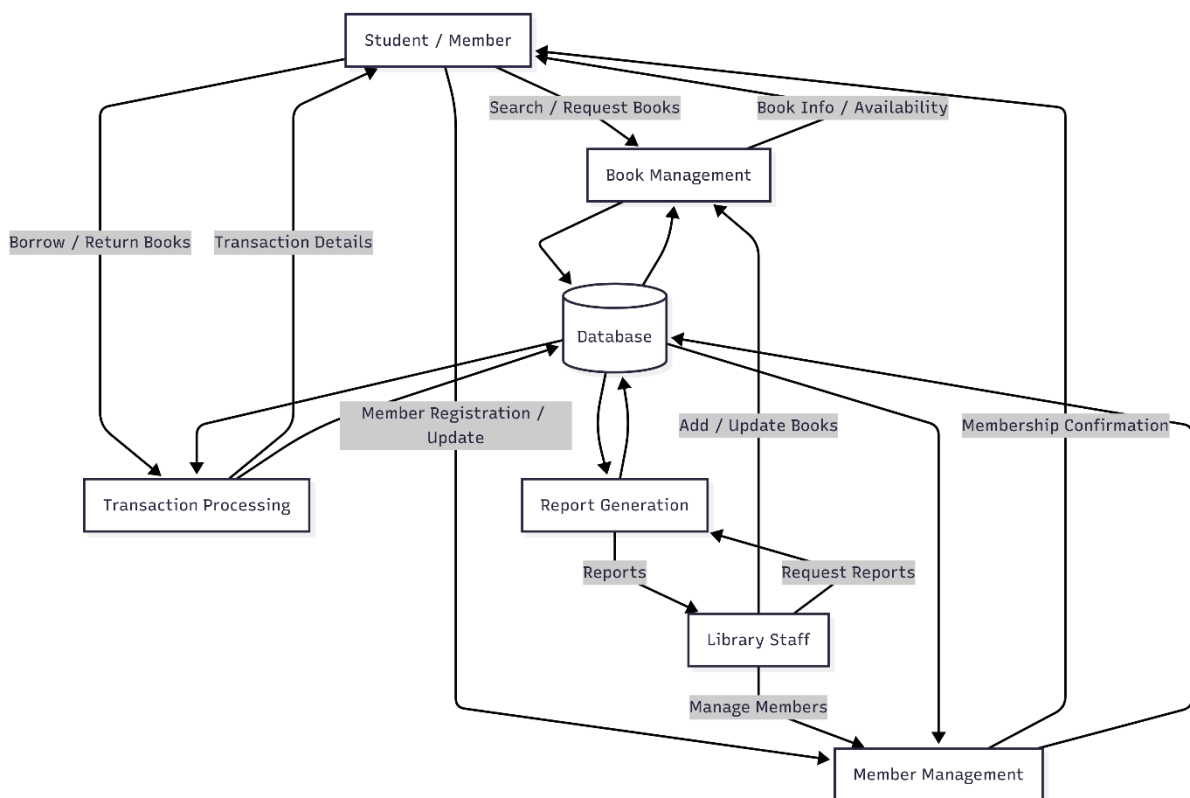 Student / Member
Search / Request Books
Book Info / Availability
Book Management
Borrow / Return Books
Transaction Details
Database
Member Registration /
Update
Add / Update Books
Membership Confirmation
Transaction Processing
Report Generation
Reports
Request Reports
Library Staff
Manage Members
Member Management